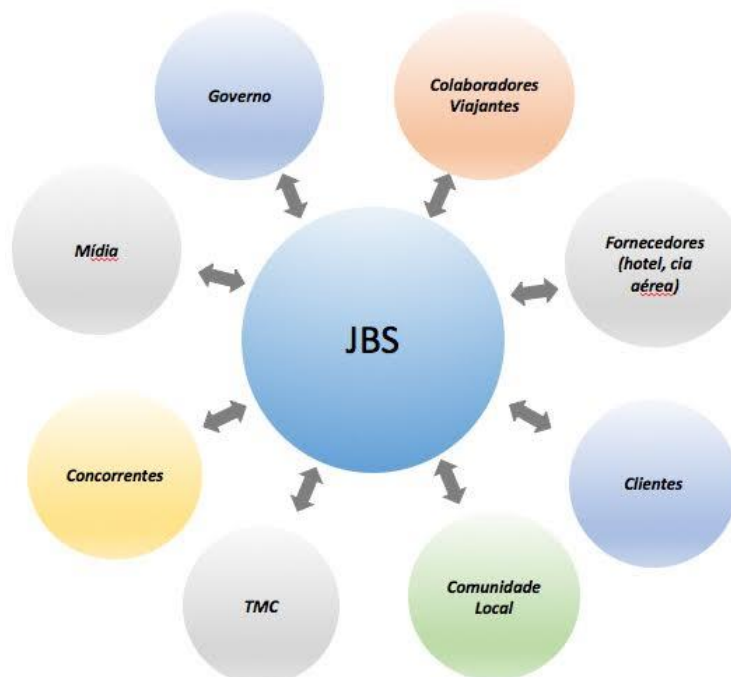 Governo
Colaboradores
Viajantes
Mídia
Fornecedores
(hotel, cia
aérea)
JBS
Concorrentes
Clientes
TMC
Comunidade
Local